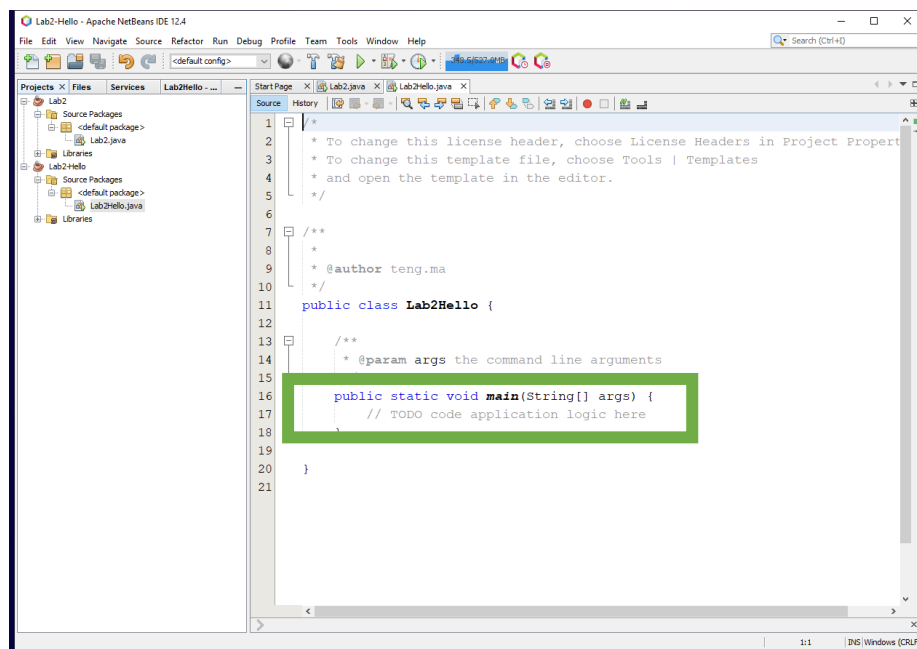 Lab2-Hello - Apache NetBeans IDE 12.4
File Edit View Navigate Source Refactor Run Debug Profile Team Tools Window Help
Search (Ctrl+I)
<default config>
Projects Files Services Lab2Hello - ...
Start Page Lab2.java Lab2Hello.java
Source History
Lab2
Source Packages
<default package>
Lab2.java
Libraries
Lab2-Hello
Source Packages
<default package>
Lab2Hello.java
Libraries
1 /*
2 * To change this license header, choose License Headers in Project Propert
3 * To change this template file, choose Tools | Templates
4 * and open the template in the editor.
5 */
6
7 /**
8 *
9 * @author teng.ma
10 */
11 public class Lab2Hello {
12
13 /**
14 * @param args the command line arguments
15
16 public static void main(String[] args) {
17 // TODO code application logic here
18 }
19
20 }
21
1:1 INS Windows (CRLF